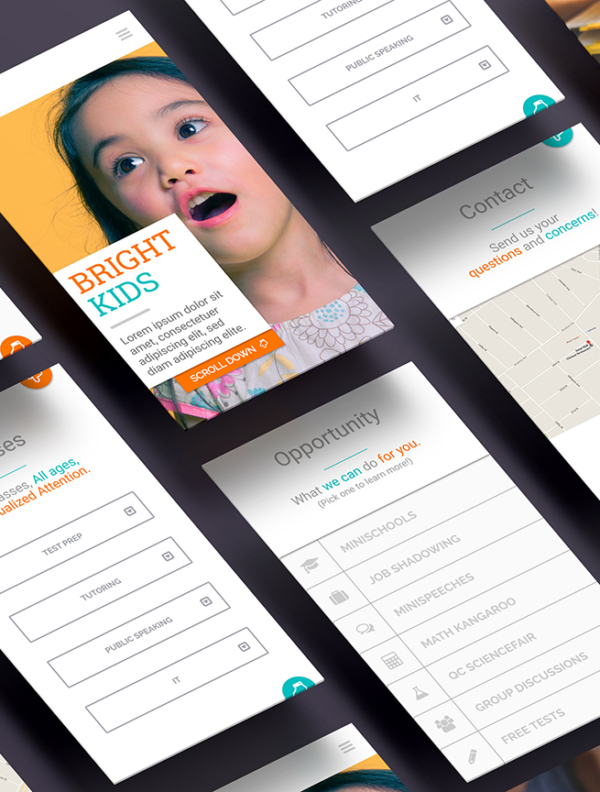 TUTORING
PUBLIC SPEAKING
IT
BRIGHT
KIDS
Lorem ipsum dolor sit
amet, consectetuer
adipiscing elit, sed
diam adipiscing elite.
SCROLL DOWN
Contact
Send us your
questions and concerns!
All ages,
Attention.
TEST PREP
TUTORING
PUBLIC SPEAKING
IT
Opportunity
What we can do for you.
(Pick one to learn more!)
MINISCHOOLS
JOB SHADOWING
MINISPEECHES
MATH KANGAROO
QC SCIENCEFAIR
GROUP DISCUSSIONS
FREE TESTS